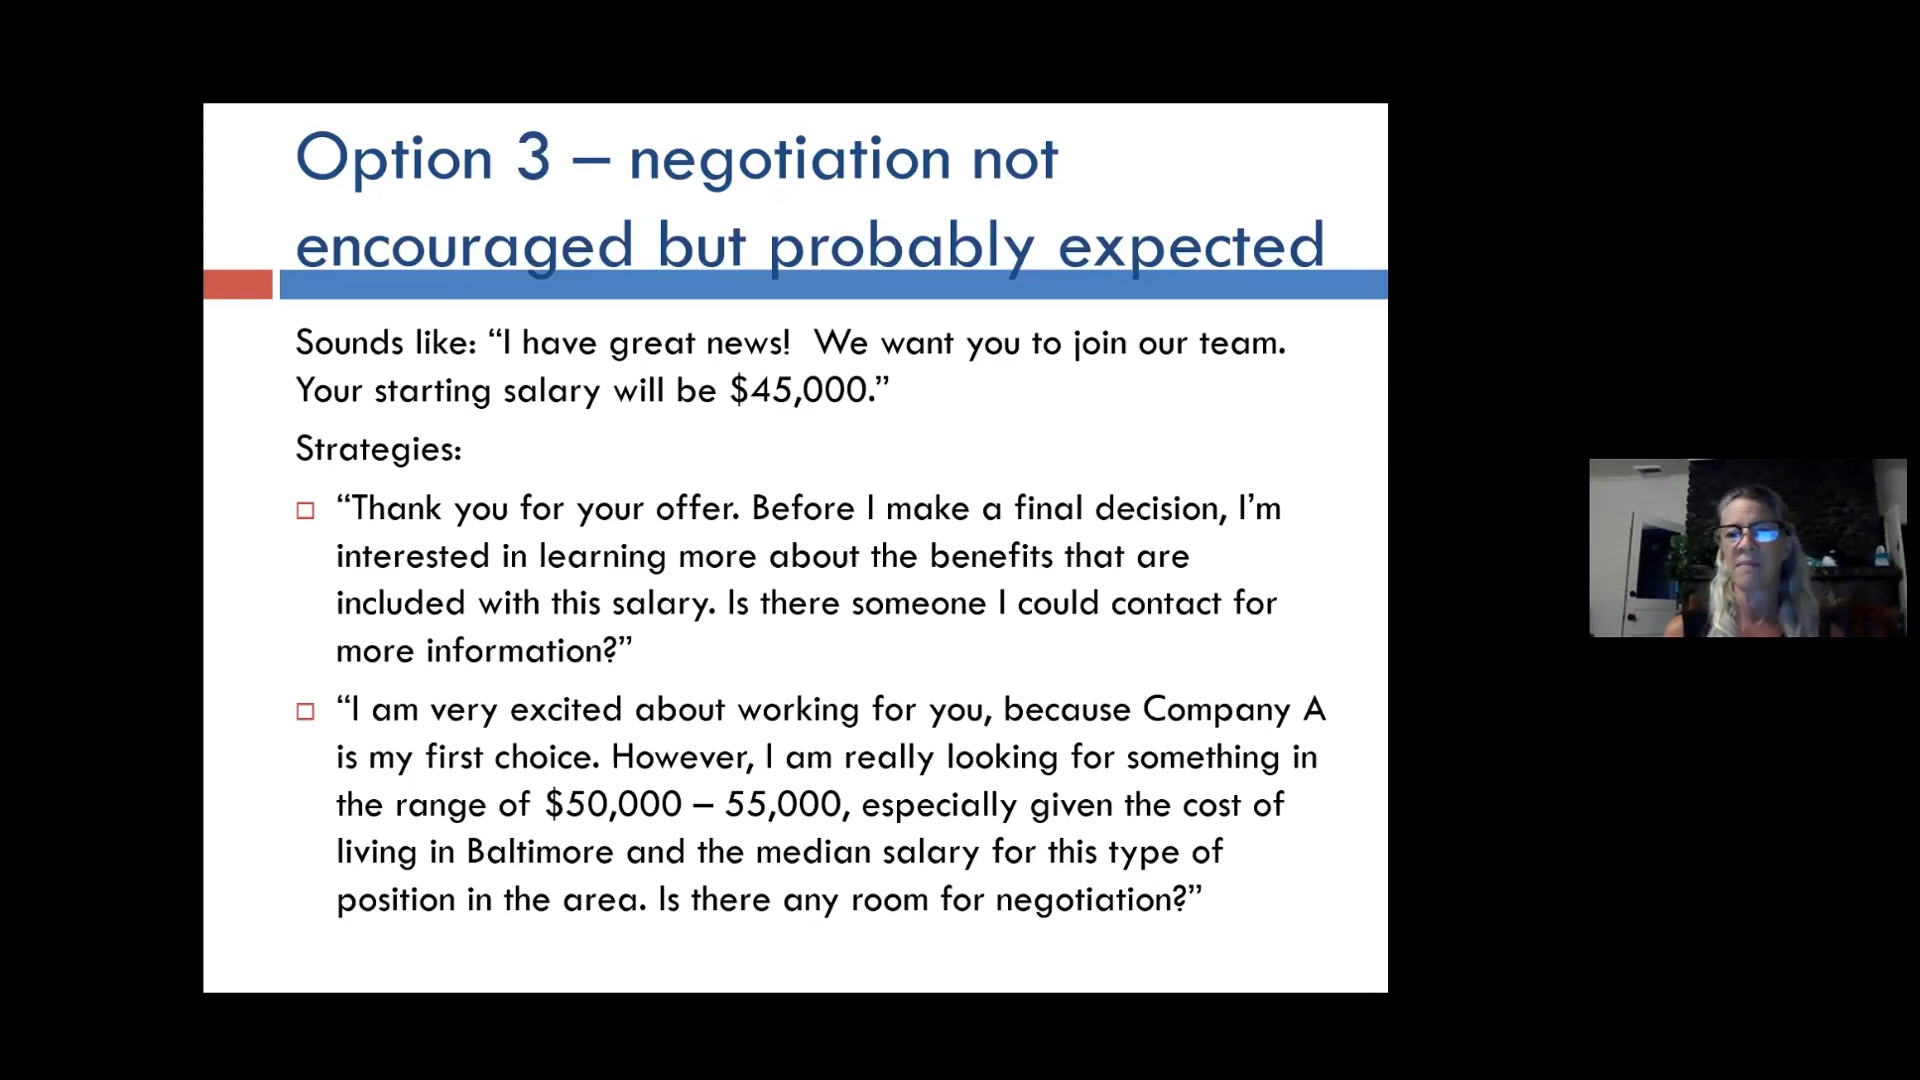 Option 3 – negotiation not
encouraged but probably expected
Sounds like: “I have great news!  We want you to join our team.
Your starting salary will be $45,000.”
Strategies:
“Thank you for your offer. Before I make a final decision, I’m
interested in learning more about the benefits that are
included with this salary. Is there someone I could contact for
more information?”
“I am very excited about working for you, because Company A
is my first choice. However, I am really looking for something in
the range of $50,000 – 55,000, especially given the cost of
living in Baltimore and the median salary for this type of
position in the area. Is there any room for negotiation?”